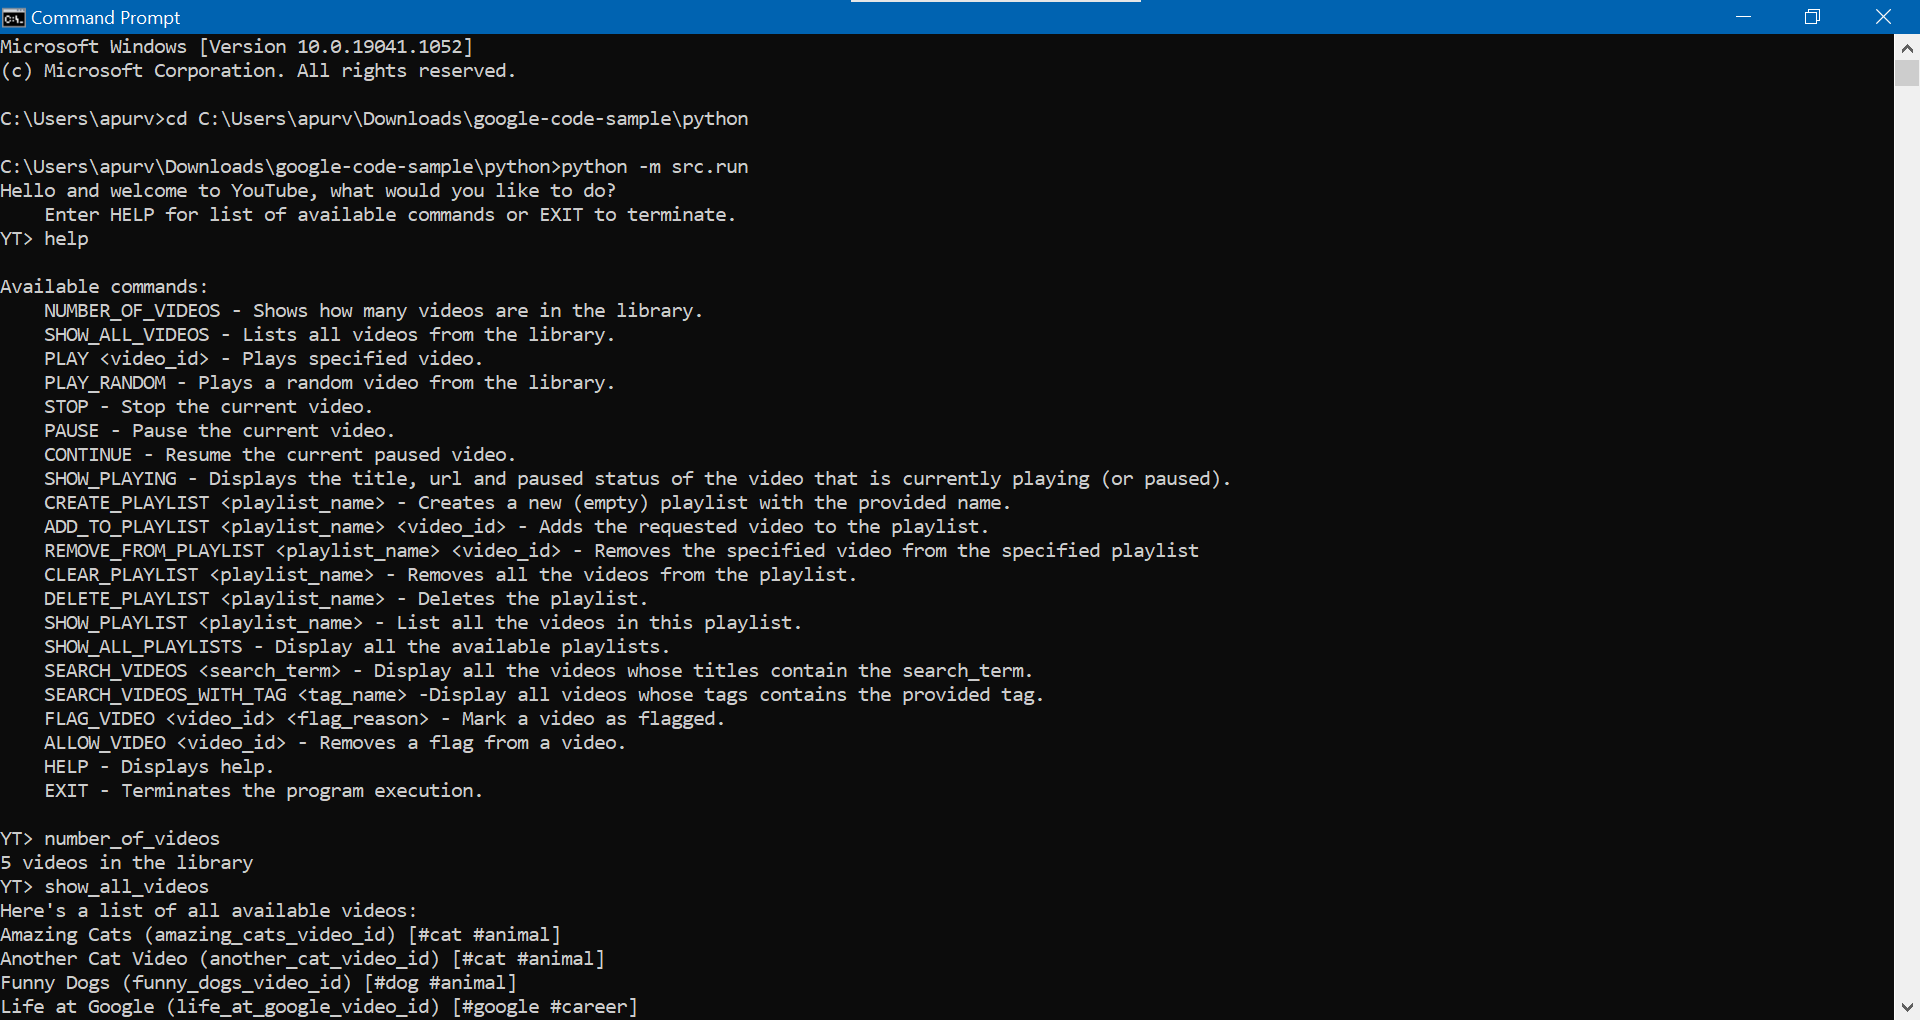 Command Prompt
Microsoft Windows [Version 10.0.19041.1052]
(c) Microsoft Corporation. All rights reserved.
C:\Users\apurv>cd C:\Users\apurv\Downloads\google-code-sample\python
C:\Users\apurv\Downloads\google-code-sample\python>python -m src.run
Hello and welcome to YouTube, what would you like to do?
    Enter HELP for list of available commands or EXIT to terminate.
YT> help
Available commands:
    NUMBER_OF_VIDEOS - Shows how many videos are in the library.
    SHOW_ALL_VIDEOS - Lists all videos from the library.
    PLAY <video_id> - Plays specified video.
    PLAY_RANDOM - Plays a random video from the library.
    STOP - Stop the current video.
    PAUSE - Pause the current video.
    CONTINUE - Resume the current paused video.
    SHOW_PLAYING - Displays the title, url and paused status of the video that is currently playing (or paused).
    CREATE_PLAYLIST <playlist_name> - Creates a new (empty) playlist with the provided name.
    ADD_TO_PLAYLIST <playlist_name> <video_id> - Adds the requested video to the playlist.
    REMOVE_FROM_PLAYLIST <playlist_name> <video_id> - Removes the specified video from the specified playlist
    CLEAR_PLAYLIST <playlist_name> - Removes all the videos from the playlist.
    DELETE_PLAYLIST <playlist_name> - Deletes the playlist.
    SHOW_PLAYLIST <playlist_name> - List all the videos in this playlist.
    SHOW_ALL_PLAYLISTS - Display all the available playlists.
    SEARCH_VIDEOS <search_term> - Display all the videos whose titles contain the search_term.
    SEARCH_VIDEOS_WITH_TAG <tag_name> -Display all videos whose tags contains the provided tag.
    FLAG_VIDEO <video_id> <flag_reason> - Mark a video as flagged.
    ALLOW_VIDEO <video_id> - Removes a flag from a video.
    HELP - Displays help.
    EXIT - Terminates the program execution.
YT> number_of_videos
5 videos in the library
YT> show_all_videos
Here's a list of all available videos:
Amazing Cats (amazing_cats_video_id) [#cat #animal]
Another Cat Video (another_cat_video_id) [#cat #animal]
Funny Dogs (funny_dogs_video_id) [#dog #animal]
Life at Google (life_at_google_video_id) [#google #career]